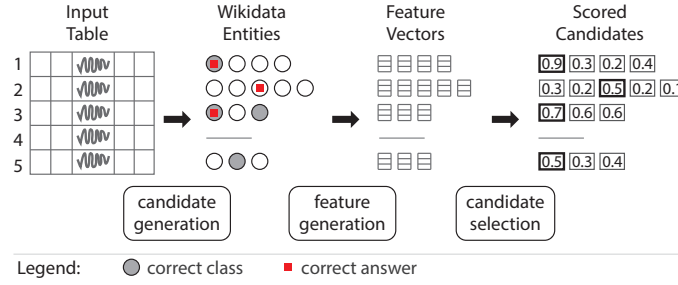 Input Table
Wikidata Entities
Feature Vectors
Scored Candidates
1
0.9 0.3 0.2 0.4
2
0.3 0.2 0.5 0.2 0.1
3
0.7 0.6 0.6
4
5
0.5 0.3 0.4
candidate generation
feature generation
candidate selection
Legend: correct class correct answer